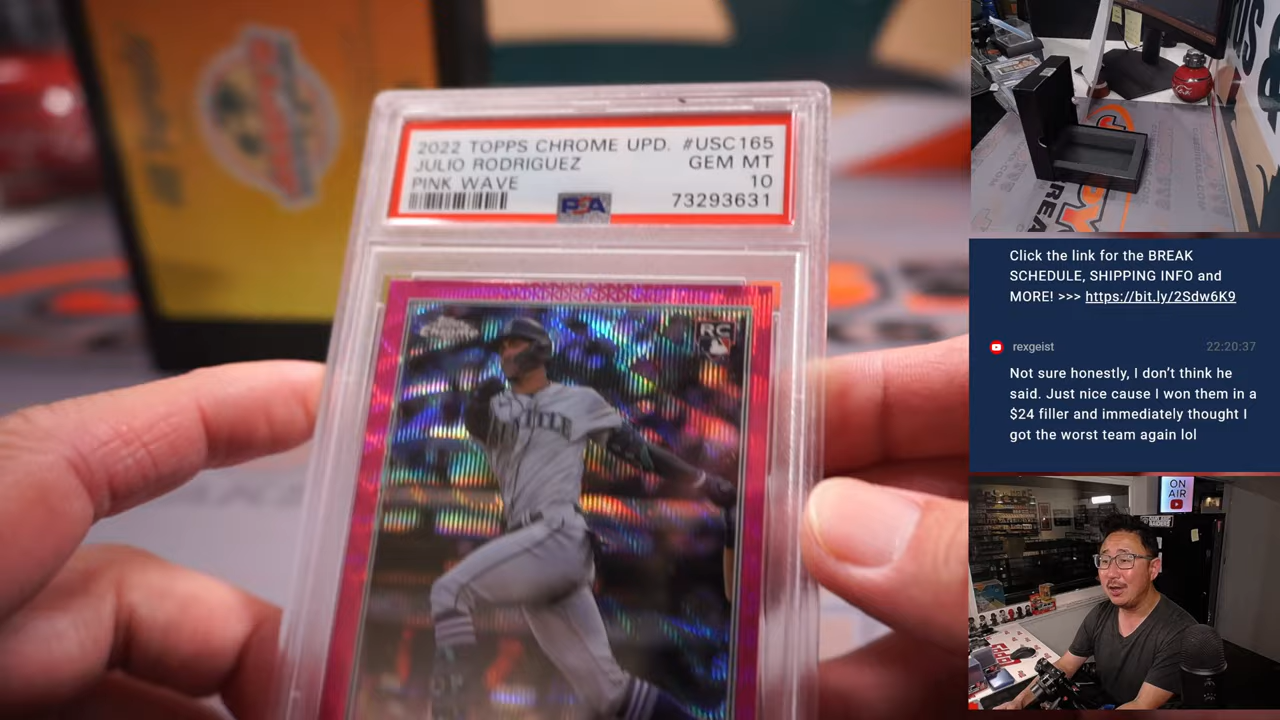 2022 TOPPS CHROME UPD. #USC165
JULIO RODRIGUEZ GEM MT
PINK WAVE 10
PSA 73293631
Topps
Chrome
RC
Click the link for the BREAK
SCHEDULE, SHIPPING INFO and
MORE! >>> https://bit.ly/2Sdw6K9
rexgeist 22:20:37
Not sure honestly, I don't think he
said. Just nice cause I won them in a
$24 filler and immediately thought I
got the worst team again lol
ON
AIR